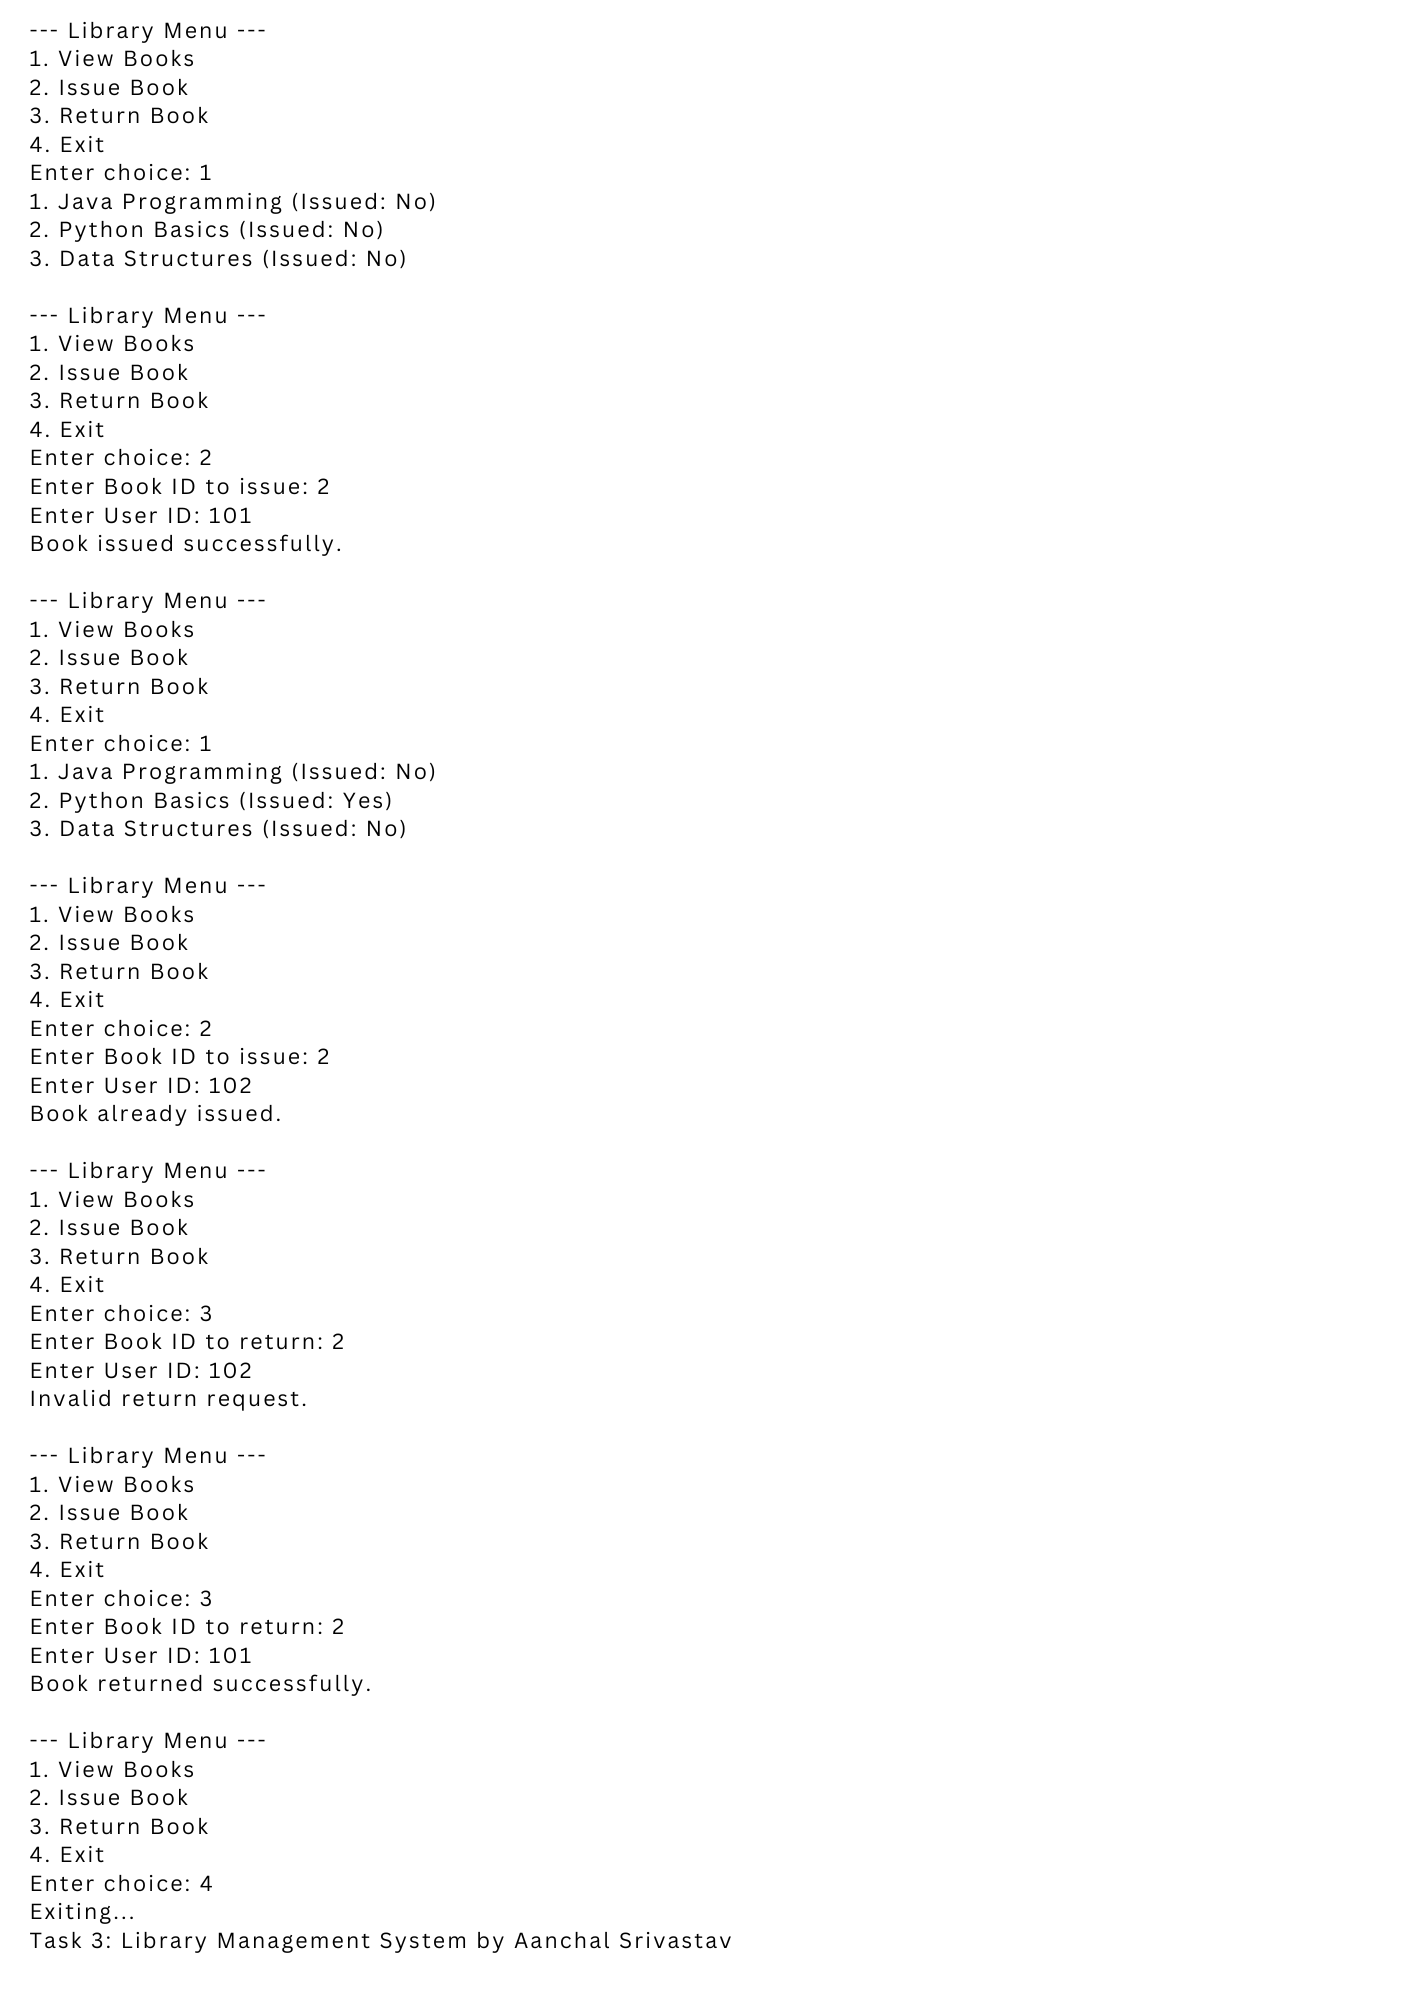 --- Library Menu ---
1. View Books
2. Issue Book
3. Return Book
4. Exit
Enter choice: 1
1. Java Programming (Issued: No)
2. Python Basics (Issued: No)
3. Data Structures (Issued: No)

--- Library Menu ---
1. View Books
2. Issue Book
3. Return Book
4. Exit
Enter choice: 2
Enter Book ID to issue: 2
Enter User ID: 101
Book issued successfully.

--- Library Menu ---
1. View Books
2. Issue Book
3. Return Book
4. Exit
Enter choice: 1
1. Java Programming (Issued: No)
2. Python Basics (Issued: Yes)
3. Data Structures (Issued: No)

--- Library Menu ---
1. View Books
2. Issue Book
3. Return Book
4. Exit
Enter choice: 2
Enter Book ID to issue: 2
Enter User ID: 102
Book already issued.

--- Library Menu ---
1. View Books
2. Issue Book
3. Return Book
4. Exit
Enter choice: 3
Enter Book ID to return: 2
Enter User ID: 102
Invalid return request.

--- Library Menu ---
1. View Books
2. Issue Book
3. Return Book
4. Exit
Enter choice: 3
Enter Book ID to return: 2
Enter User ID: 101
Book returned successfully.

--- Library Menu ---
1. View Books
2. Issue Book
3. Return Book
4. Exit
Enter choice: 4
Exiting...
Task 3: Library Management System by Aanchal Srivastav